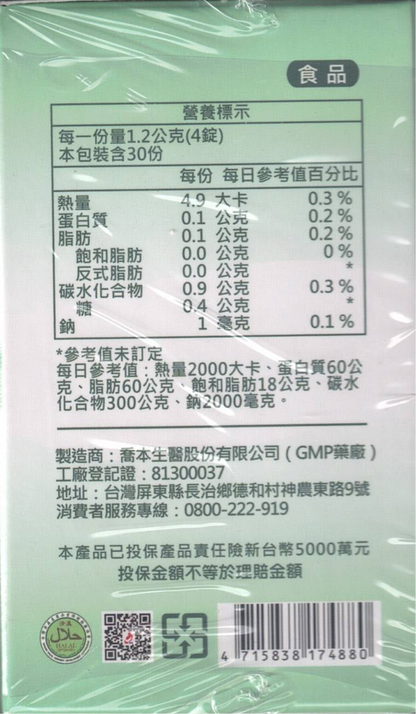 食品
營養標示
每一份量1.2公克(4錠)
本包裝含30份
每份 每日參考值百分比
熱量 4.9 大卡 0.3 %
蛋白質 0.1 公克 0.2 %
脂肪 0.1 公克 0.2 %
飽和脂肪 0.0 公克 0 %
反式脂肪 0.0 公克 *
碳水化合物 0.9 公克 0.3 %
糖 0.4 公克 *
鈉 1 毫克 0.1 %
*參考值未訂定
每日參考值：熱量2000大卡、蛋白質60公
克、脂肪60公克、飽和脂肪18公克、碳水
化合物300公克、鈉2000毫克。
製造商：喬本生醫股份有限公司（GMP藥廠）
工廠登記證：81300037
地址：台灣屏東縣長治鄉德和村神農東路9號
消費者服務專線：0800-222-919
本產品已投保產品責任險新台幣5000萬元
投保金額不等於理賠金額
حلال
HALAL
4 715838 174880